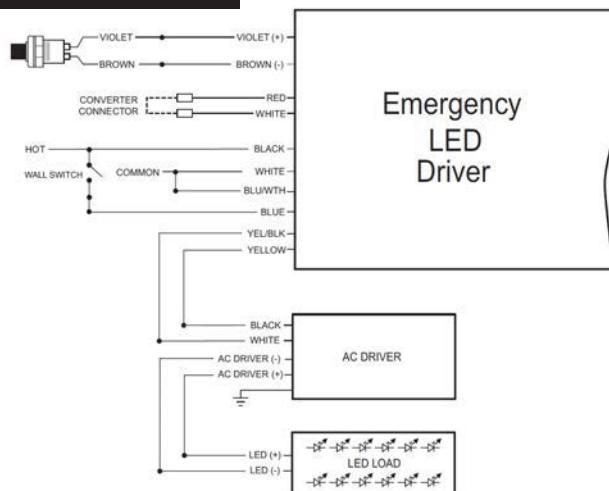 VIOLET
VIOLET (+)
BROWN
BROWN (-)
CONVERTER
CONNECTOR
RED
WHITE
HOT
BLACK
WALL SWITCH
COMMON
WHITE
BLU/WTH
BLUE
YEL/BLK
YELLOW
Emergency
LED
Driver
BLACK
WHITE
AC DRIVER (-)
AC DRIVER (+)
AC DRIVER
LED (+)
LED (-)
LED LOAD